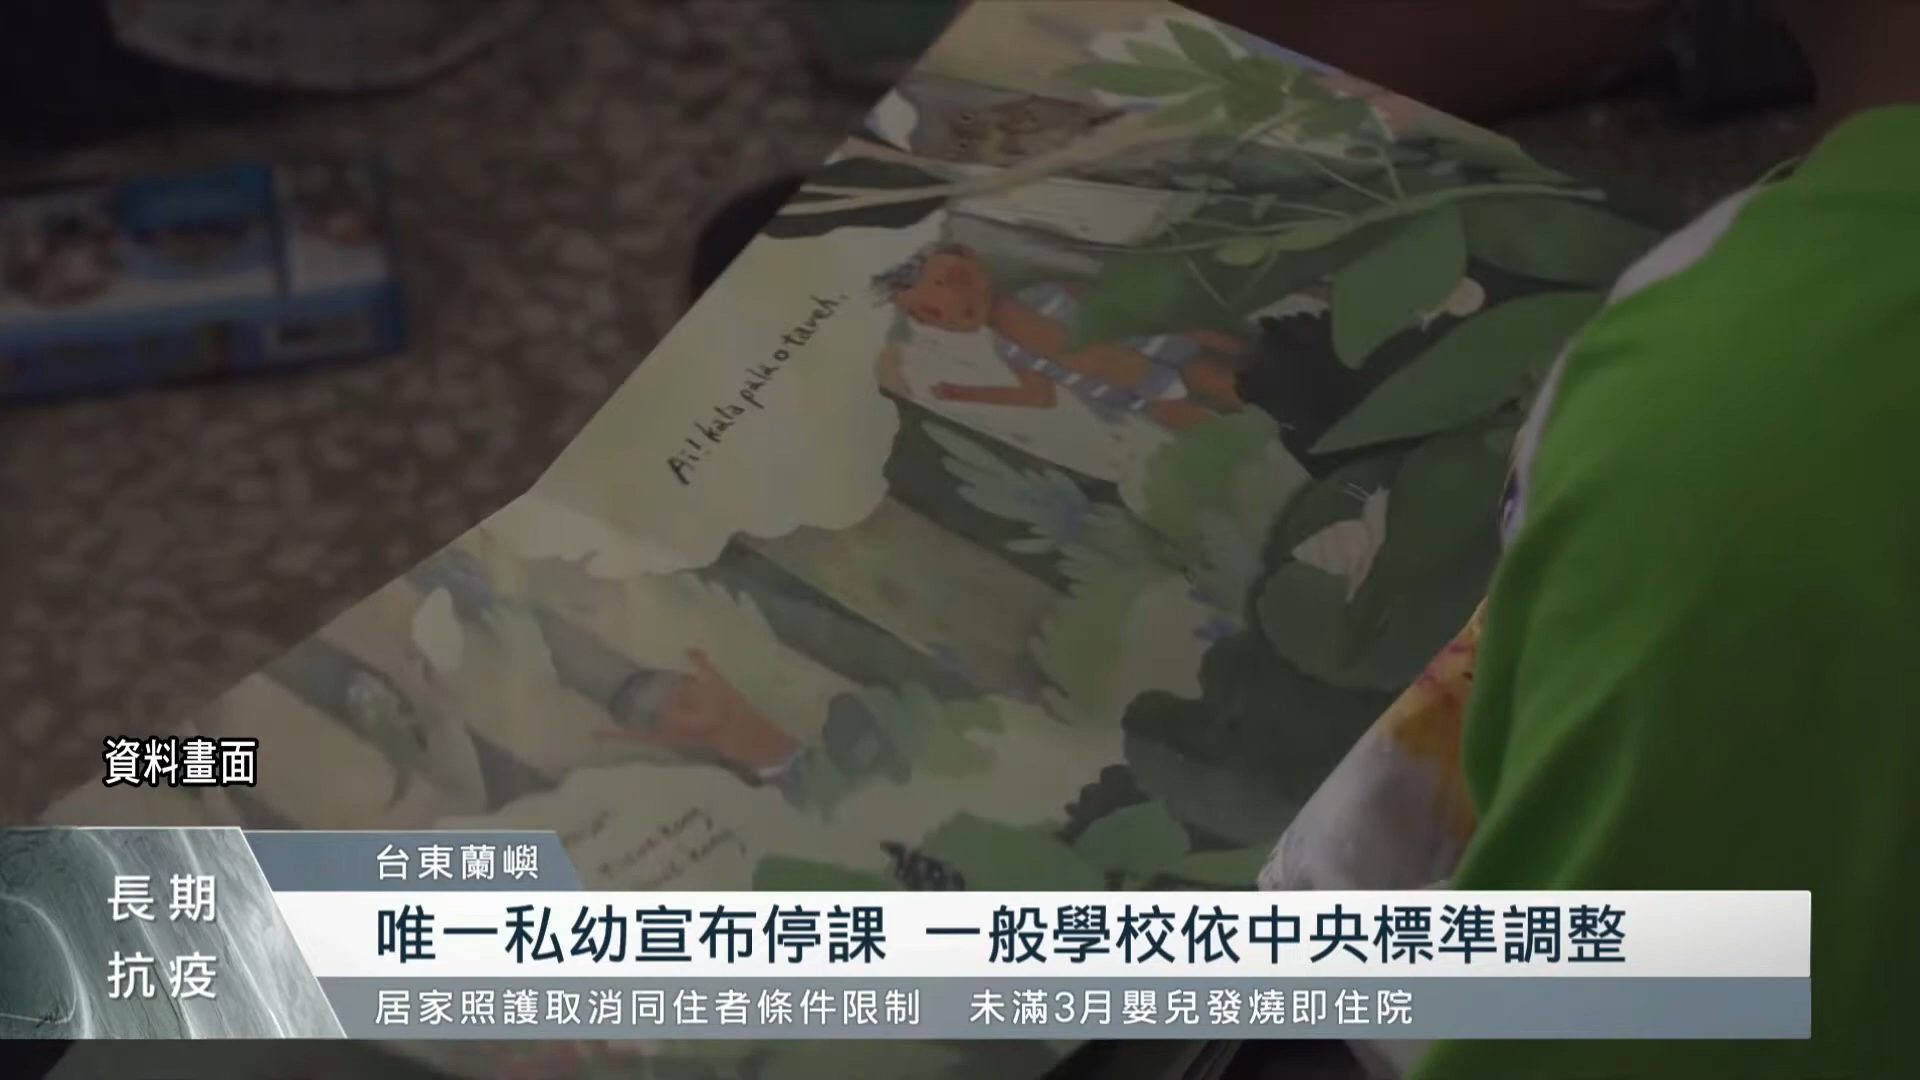 Ai! kala pala o taveh.
資料畫面
長期
抗疫
台東蘭嶼
唯一私幼宣布停課 一般學校依中央標準調整
居家照護取消同住者條件限制 未滿3月嬰兒發燒即住院